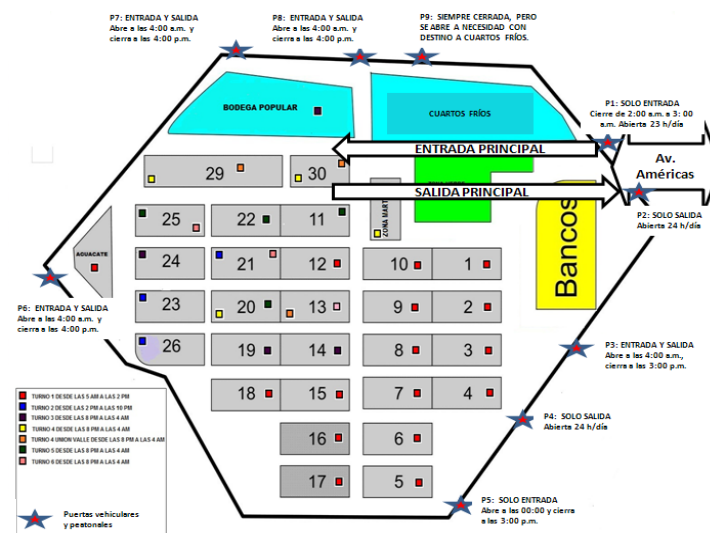 P7: ENTRADA Y SALIDA
Abre a las 4:00 a.m. y
cierra a las 4:00 p.m.
P8: ENTRADA Y SALIDA
Abre a las 4:00 a.m. y
cierra a las 4:00 p.m.
P9: SIEMPRE CERRADA, PERO
SE ABRE A NECESIDAD CON
DESTINO A CUARTOS FRÍOS.
P1: SOLO ENTRADA
Cierre de 2:00 a.m. a 3: 00
a.m. Abierta 23 h/día
BODEGA POPULAR
CUARTOS FRÍOS
ENTRADA PRINCIPAL
Av.
Américas
SALIDA PRINCIPAL
P2: SOLO SALIDA
Abierta 24 h/día
29
30
25
22
11
Bancos
AGUACATE
24
21
12
10
1
23
20
13
9
2
26
19
14
8
3
18
15
7
4
16
6
17
5
P6: ENTRADA Y SALIDA
Abre a las 4:00 a.m. y
cierra a las 4:00 p.m.
P3: ENTRADA Y SALIDA
Abre a las 4:00 a.m.,
cierra a las 3:00 p.m.
P4: SOLO SALIDA
Abierta 24 h/día
P5: SOLO ENTRADA
Abre a las 00:00 y cierra
a las 3:00 p.m.
TURNO 1 DESDE LAS 5 AM A LAS 2 PM
TURNO 2 DESDE LAS 2 PM A LAS 10 PM
TURNO 3 DESDE LAS 8 PM A LAS 4 AM
TURNO 4 DESDE LAS 8 PM A LAS 4 AM
TURNO 4 UNION VALLE DESDE LAS 8 PM A LAS 4 AM
TURNO 5 DESDE LAS 8 PM A LAS 4 AM
TURNO 6 DESDE LAS 8 PM A LAS 4 AM
Puertas vehiculares
y peatonales